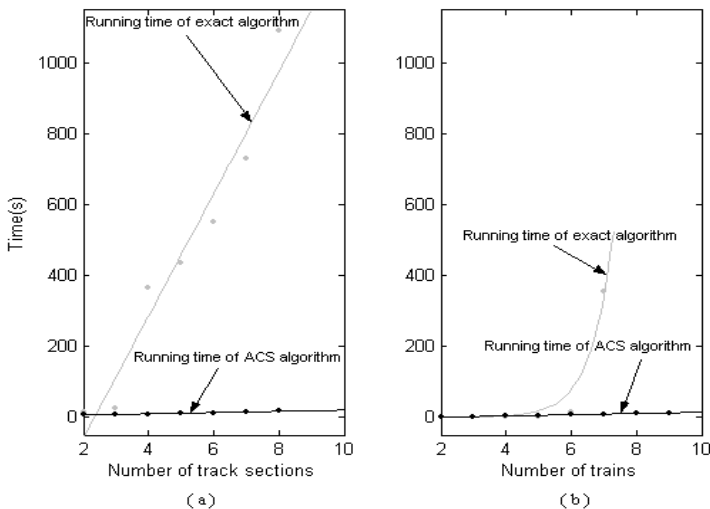 Running time of exact algorithm
1000
800
600
400
200
0
Time(s)
Running time of ACS algorithm
2 4 6 8 10
Number of track sections
(a)
1000
800
600
400
200
0
Running time of exact algorithm
Running time of ACS algorithm
2 4 6 8 10
Number of trains
(b)